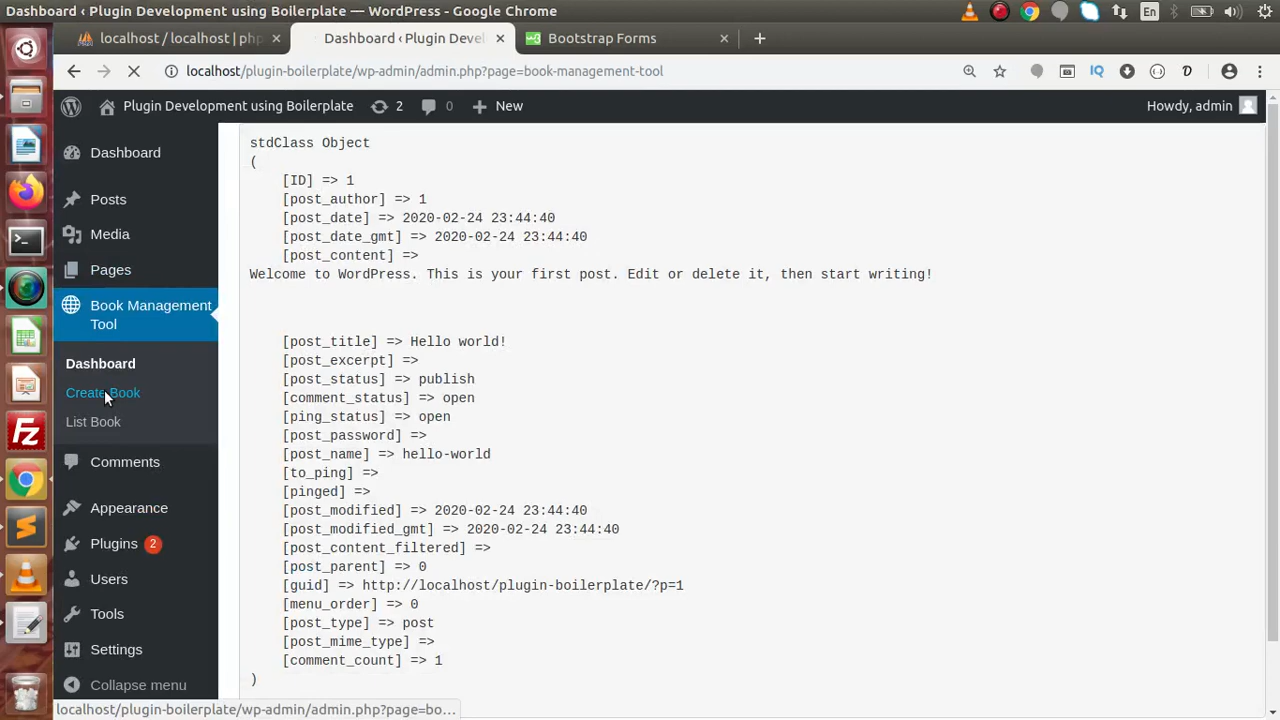 Dashboard ‹ Plugin Development using Boilerplate — WordPress - Google Chrome
En
localhost / localhost | php
Dashboard ‹ Plugin Deve
Bootstrap Forms
localhost/plugin-boilerplate/wp-admin/admin.php?page=book-management-tool
IQ
Plugin Development using Boilerplate
2
0
New
Howdy, admin
Dashboard
Posts
Media
Pages
Book Management
Tool
Dashboard
Create Book
List Book
Comments
Appearance
Plugins 2
Users
Tools
Settings
Collapse menu
stdClass Object
(
[ID] => 1
[post_author] => 1
[post_date] => 2020-02-24 23:44:40
[post_date_gmt] => 2020-02-24 23:44:40
[post_content] =>
Welcome to WordPress. This is your first post. Edit or delete it, then start writing!
[post_title] => Hello world!
[post_excerpt] =>
[post_status] => publish
[comment_status] => open
[ping_status] => open
[post_password] =>
[post_name] => hello-world
[to_ping] =>
[pinged] =>
[post_modified] => 2020-02-24 23:44:40
[post_modified_gmt] => 2020-02-24 23:44:40
[post_content_filtered] =>
[post_parent] => 0
[guid] => http://localhost/plugin-boilerplate/?p=1
[menu_order] => 0
[post_type] => post
[post_mime_type] =>
[comment_count] => 1
)
localhost/plugin-boilerplate/wp-admin/admin.php?page=bo...